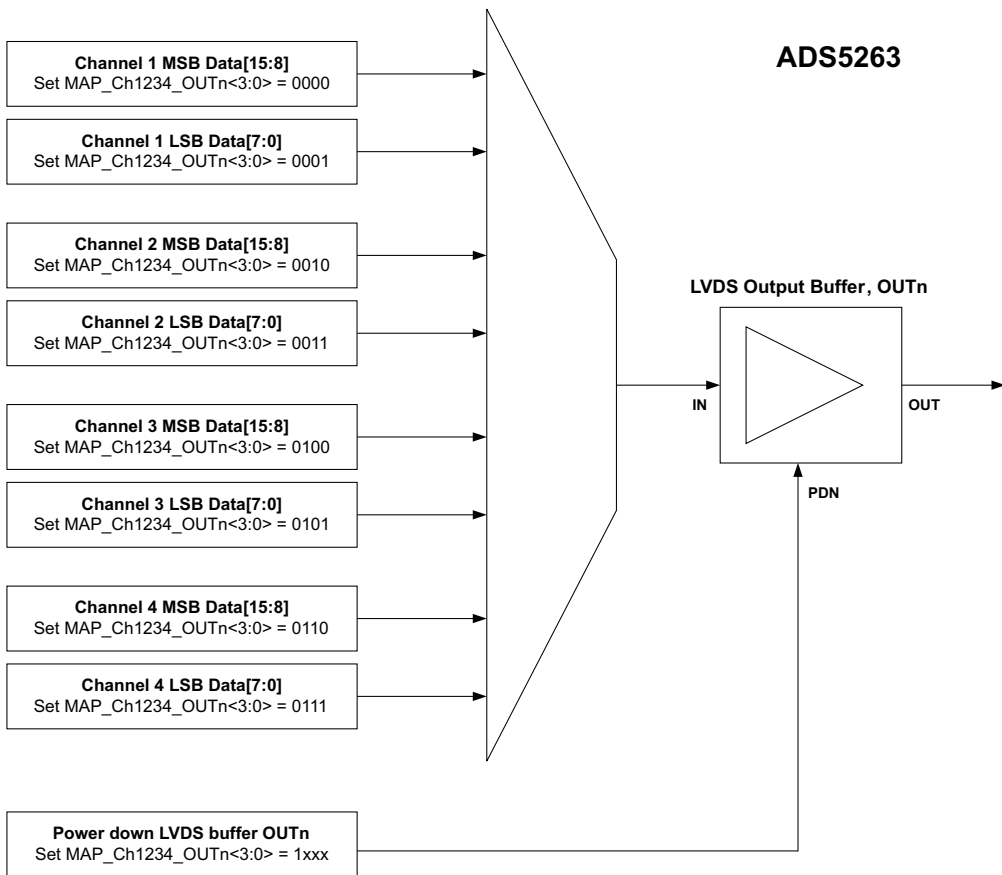 ADS5263
Channel 1 MSB Data[15:8]
Set MAP_Ch1234_OUTn<3:0> = 0000
Channel 1 LSB Data[7:0]
Set MAP_Ch1234_OUTn<3:0> = 0001
Channel 2 MSB Data[15:8]
Set MAP_Ch1234_OUTn<3:0> = 0010
Channel 2 LSB Data[7:0]
Set MAP_Ch1234_OUTn<3:0> = 0011
LVDS Output Buffer, OUTn
IN
OUT
PDN
Channel 3 MSB Data[15:8]
Set MAP_Ch1234_OUTn<3:0> = 0100
Channel 3 LSB Data[7:0]
Set MAP_Ch1234_OUTn<3:0> = 0101
Channel 4 MSB Data[15:8]
Set MAP_Ch1234_OUTn<3:0> = 0110
Channel 4 LSB Data[7:0]
Set MAP_Ch1234_OUTn<3:0> = 0111
Power down LVDS buffer OUTn
Set MAP_Ch1234_OUTn<3:0> = 1xxx